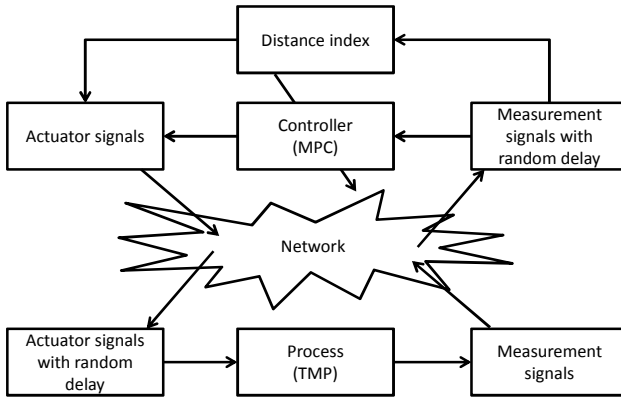 Distance index
Actuator signals
Controller
(MPC)
Measurement
signals with
random delay
Network
Actuator signals
with random
delay
Process
(TMP)
Measurement
signals